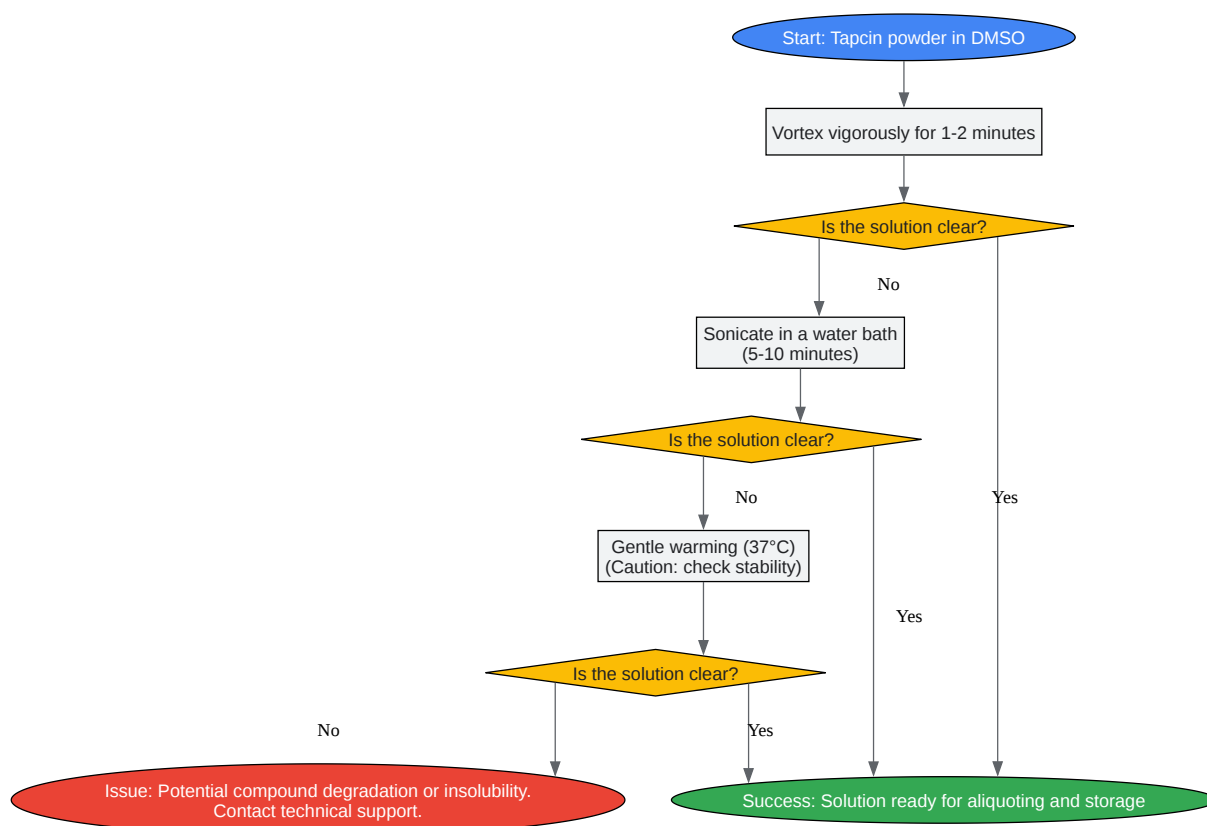 Start: Tapcin powder in DMSO
Vortex vigorously for 1-2 minutes
Is the solution clear?
No
Sonicate in a water bath
(5-10 minutes)
Is the solution clear?
No
Yes
Gentle warming (37°C)
(Caution: check stability)
Yes
Is the solution clear?
No
Yes
Issue: Potential compound degradation or insolubility.
Contact technical support.
Success: Solution ready for aliquoting and storage